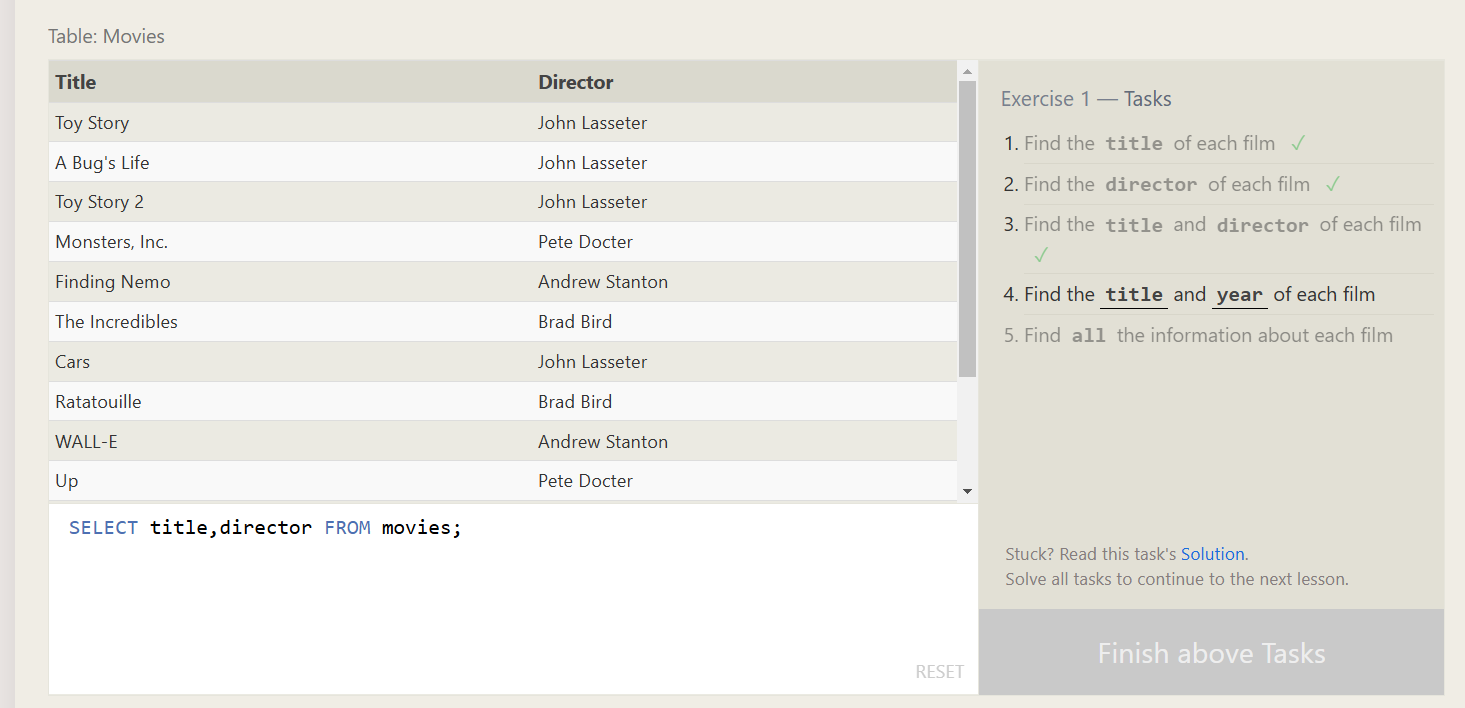 Table: Movies
Title Director
Toy Story John Lasseter
A Bug's Life John Lasseter
Toy Story 2 John Lasseter
Monsters, Inc. Pete Docter
Finding Nemo Andrew Stanton
The Incredibles Brad Bird
Cars John Lasseter
Ratatouille Brad Bird
WALL-E Andrew Stanton
Up Pete Docter
SELECT title,director FROM movies;
RESET
Exercise 1 — Tasks
1. Find the title of each film ✓
2. Find the director of each film ✓
3. Find the title and director of each film
✓
4. Find the title and year of each film
5. Find all the information about each film
Stuck? Read this task's Solution.
Solve all tasks to continue to the next lesson.
Finish above Tasks